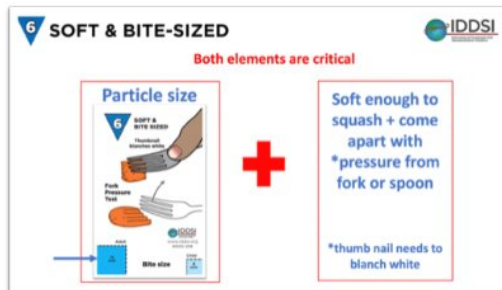 6 SOFT & BITE-SIZED
IDDSI
Both elements are critical
Particle size
6
SOFT &
BITE SIZED
Thumbnail
blanches white
Fork
Pressure
Test
IDDSI
Bite size
Soft enough to
squash + come
apart with
*pressure from
fork or spoon
*thumb nail needs to
blanch white